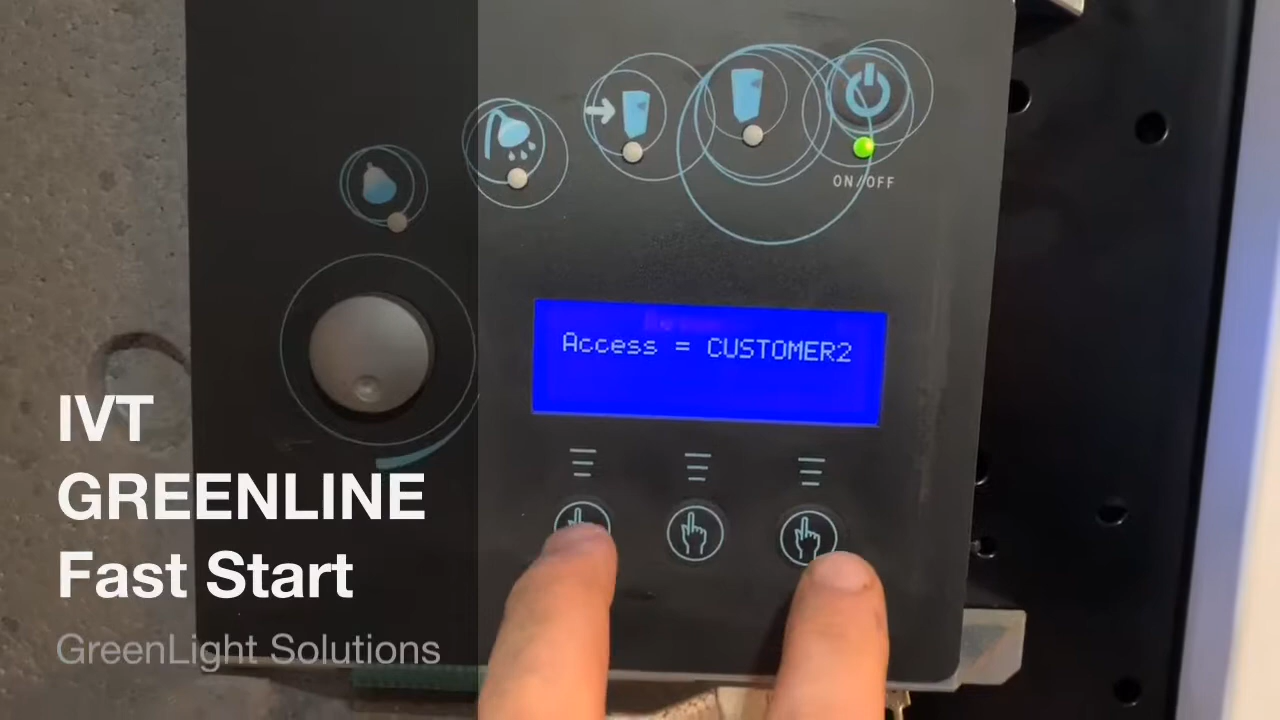 ON/OFF
Access = CUSTOMER2
IVT
GREENLINE
Fast Start
GreenLight Solutions